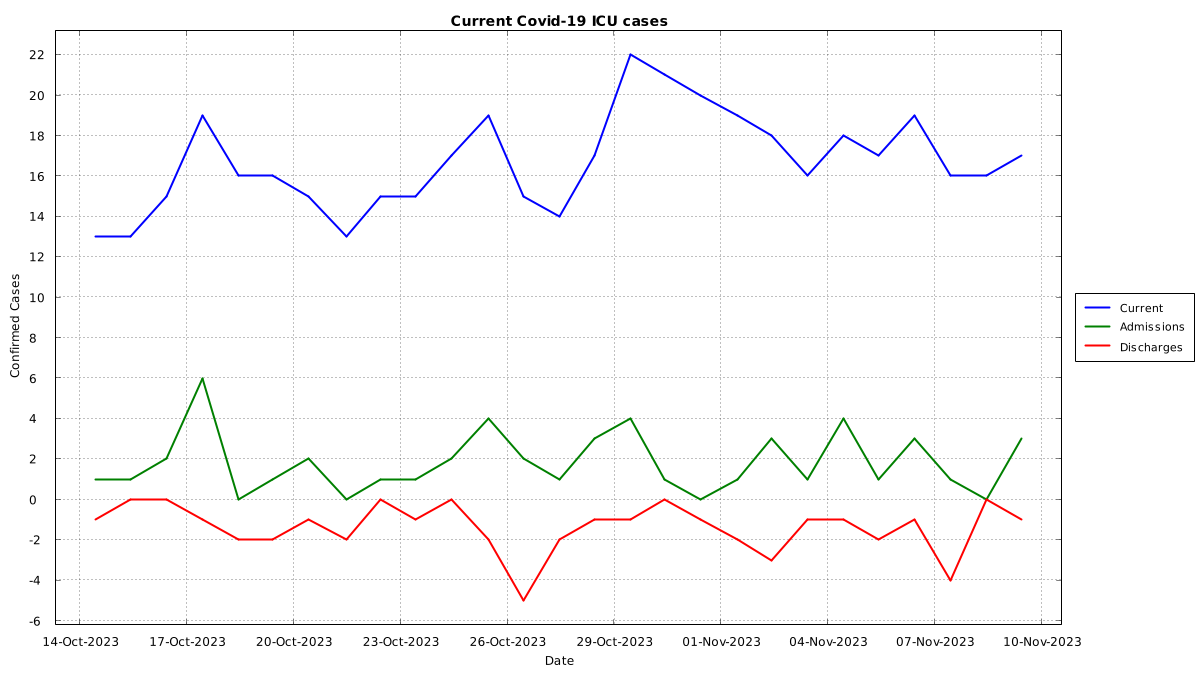 Current Covid-19 ICU cases
22
20
18
16
14
12
10
8
6
4
2
0
-2
-4
-6
Confirmed Cases
14-Oct-2023 17-Oct-2023 20-Oct-2023 23-Oct-2023 26-Oct-2023 29-Oct-2023 01-Nov-2023 04-Nov-2023 07-Nov-2023 10-Nov-2023
Date
Current
Admissions
Discharges